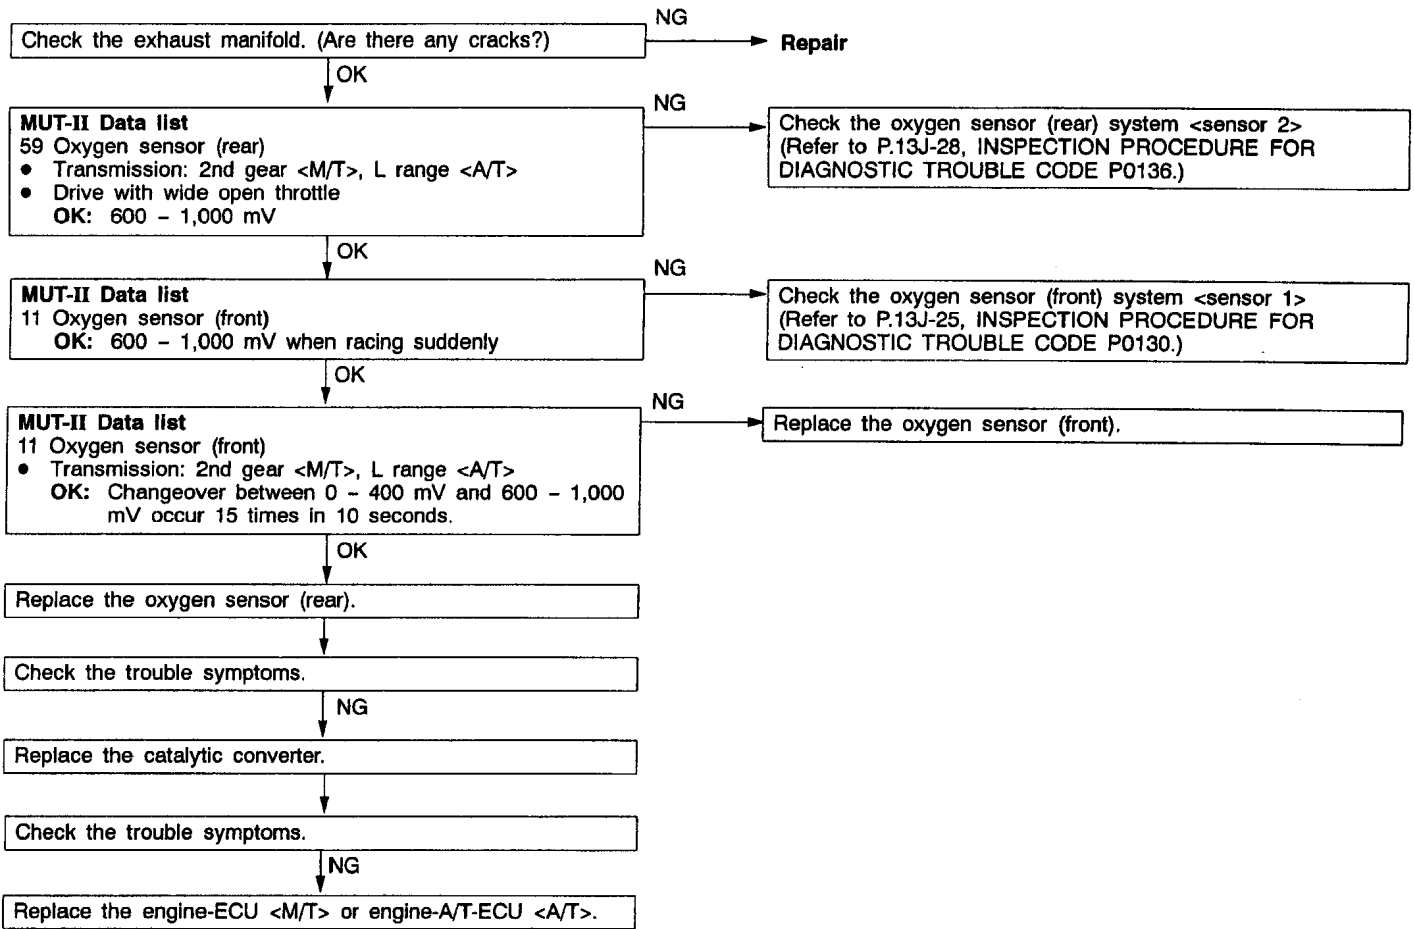 NG
Check the exhaust manifold. (Are there any cracks?)
Repair
OK
NG
MUT-II Data list
59 Oxygen sensor (rear)
● Transmission: 2nd gear <M/T>, L range <A/T>
● Drive with wide open throttle
OK: 600 – 1,000 mV
Check the oxygen sensor (rear) system <sensor 2>
(Refer to P.13J-28, INSPECTION PROCEDURE FOR
DIAGNOSTIC TROUBLE CODE P0136.)
OK
NG
MUT-II Data list
11 Oxygen sensor (front)
OK: 600 – 1,000 mV when racing suddenly
Check the oxygen sensor (front) system <sensor 1>
(Refer to P.13J-25, INSPECTION PROCEDURE FOR
DIAGNOSTIC TROUBLE CODE P0130.)
OK
NG
MUT-II Data list
11 Oxygen sensor (front)
● Transmission: 2nd gear <M/T>, L range <A/T>
OK: Changeover between 0 – 400 mV and 600 – 1,000
mV occur 15 times in 10 seconds.
Replace the oxygen sensor (front).
OK
Replace the oxygen sensor (rear).
Check the trouble symptoms.
NG
Replace the catalytic converter.
Check the trouble symptoms.
NG
Replace the engine-ECU <M/T> or engine-A/T-ECU <A/T>.